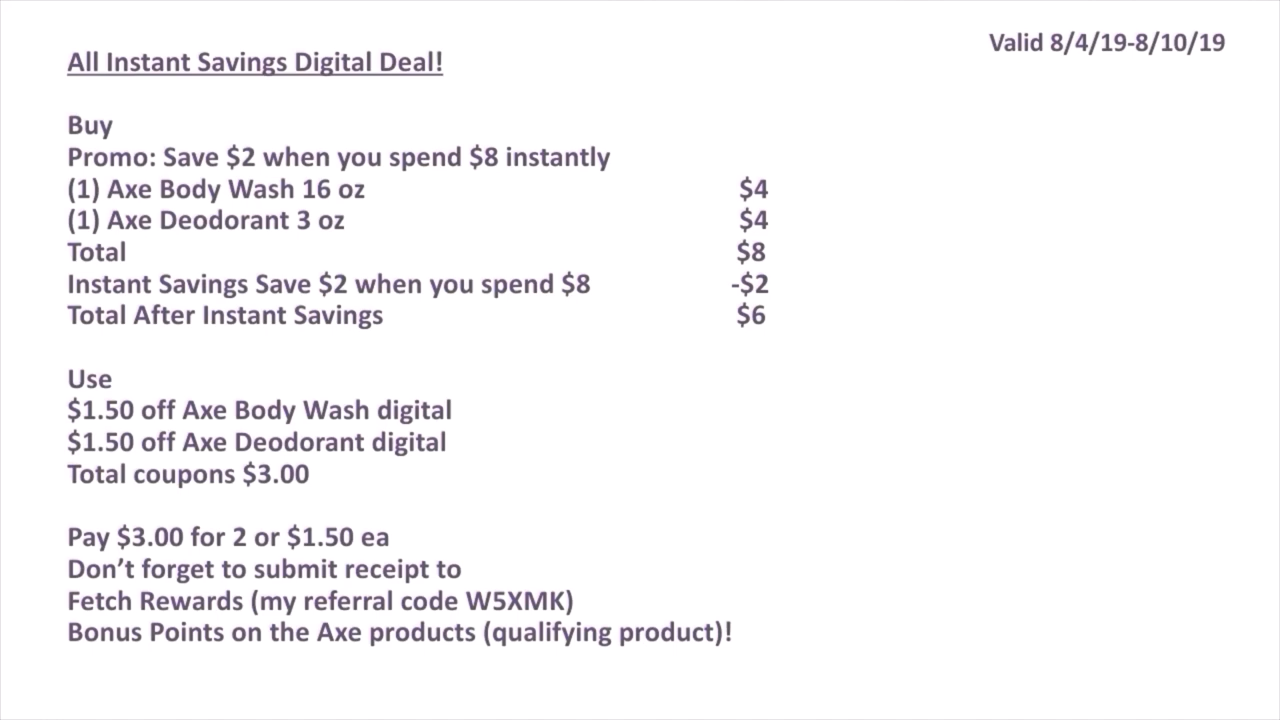 Valid 8/4/19-8/10/19
All Instant Savings Digital Deal!
Buy
Promo: Save $2 when you spend $8 instantly
(1) Axe Body Wash 16 oz $4
(1) Axe Deodorant 3 oz $4
Total $8
Instant Savings Save $2 when you spend $8 -$2
Total After Instant Savings $6
Use
$1.50 off Axe Body Wash digital
$1.50 off Axe Deodorant digital
Total coupons $3.00
Pay $3.00 for 2 or $1.50 ea
Don’t forget to submit receipt to
Fetch Rewards (my referral code W5XMK)
Bonus Points on the Axe products (qualifying product)!